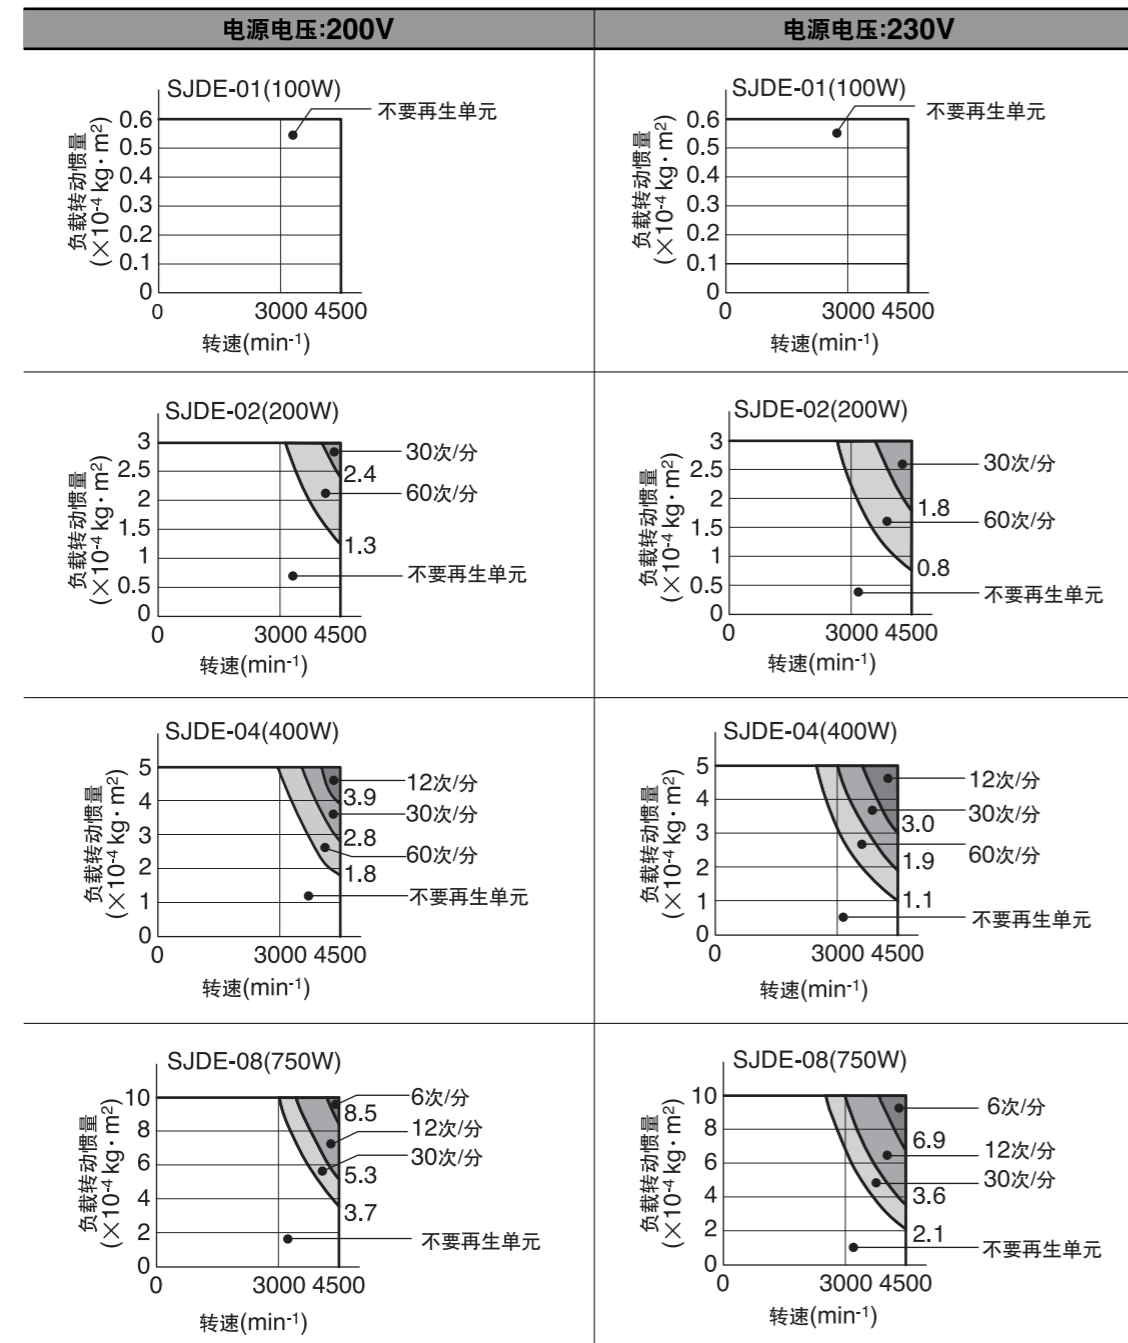 电源电压:200V
电源电压:230V
SJDE-01(100W)
不要再生单元
负载转动惯量
(×10-4 kg・m2)
0.6
0.5
0.4
0.3
0.2
0.1
0
0
3000 4500
转速(min-1)
SJDE-01(100W)
不要再生单元
负载转动惯量
(×10-4 kg・m2)
0.6
0.5
0.4
0.3
0.2
0.1
0
0
3000 4500
转速(min-1)
SJDE-02(200W)
负载转动惯量
(×10-4 kg・m2)
3
2.5
2
1.5
1
0.5
0
30次/分
2.4
60次/分
1.3
不要再生单元
0
3000 4500
转速(min-1)
SJDE-02(200W)
负载转动惯量
(×10-4 kg・m2)
3
2.5
2
1.5
1
0.5
0
30次/分
1.8
60次/分
0.8
不要再生单元
0
3000 4500
转速(min-1)
SJDE-04(400W)
负载转动惯量
(×10-4 kg・m2)
5
4
3
2
1
0
12次/分
3.9
30次/分
2.8
60次/分
1.8
不要再生单元
0
3000 4500
转速(min-1)
SJDE-04(400W)
负载转动惯量
(×10-4 kg・m2)
5
4
3
2
1
0
12次/分
30次/分
3.0
60次/分
1.9
1.1
不要再生单元
0
3000 4500
转速(min-1)
SJDE-08(750W)
负载转动惯量
(×10-4 kg・m2)
10
8
6
4
2
0
6次/分
8.5
12次/分
30次/分
5.3
3.7
不要再生单元
0
3000 4500
转速(min-1)
SJDE-08(750W)
负载转动惯量
(×10-4 kg・m2)
10
8
6
4
2
0
6次/分
6.9
12次/分
30次/分
3.6
2.1
不要再生单元
0
3000 4500
转速(min-1)